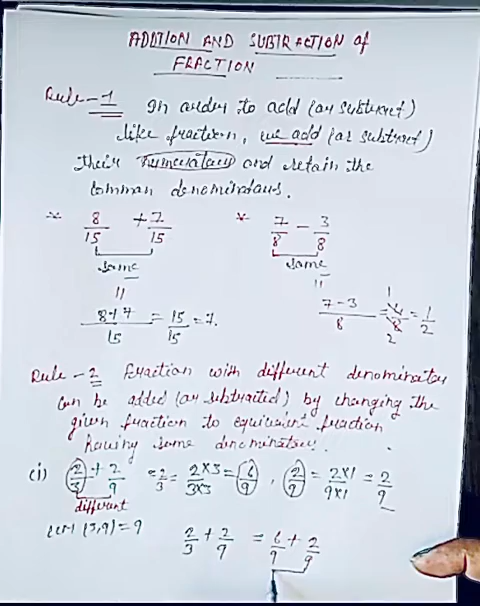 ADDTION AND SUBTRACTION of
FRACTION
Rule-1 In order to add (or subtract)
like fraction, we add (or subtract)
their numerators and retain the
common denominators.
* 8/15 + 7/15 * 7/8 - 3/8
same same
= =
8+7/15 = 15/15 = 7. 7-3/8 = 4/8 = 1/2
1
2
Rule-2 Fraction with different denominator
can be added (or subtracted) by changing the
given fraction to equivalent fraction
having same denominators.
(i) 2/3 + 2/9 = 2/3 = 2×3/3×3 = 6/9, 2/9 = 2×1/9×1 = 2/9
different
LCM (3,9) = 9
2/3 + 2/9 = 6/9 + 2/9